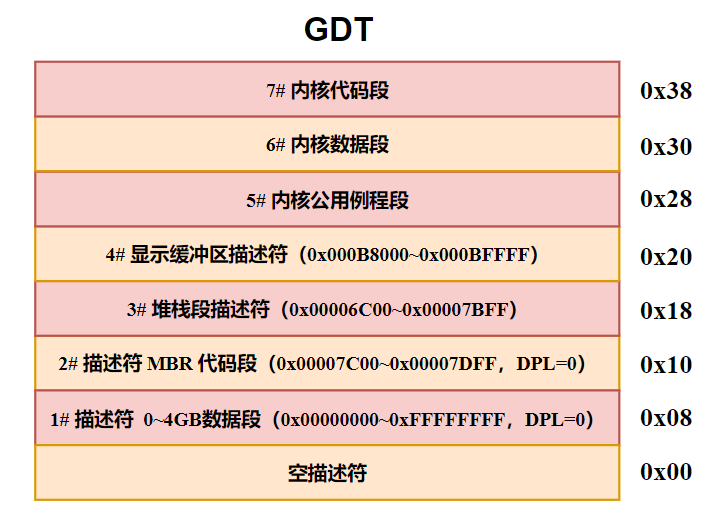 GDT
7# 内核代码段 0x38
6# 内核数据段 0x30
5# 内核公用例程段 0x28
4# 显示缓冲区描述符（0x000B8000~0x000BFFFF） 0x20
3# 堆栈段描述符（0x00006C00~0x00007BFF） 0x18
2# 描述符 MBR 代码段（0x00007C00~0x00007DFF，DPL=0） 0x10
1# 描述符 0~4GB数据段（0x00000000~0xFFFFFFFF，DPL=0） 0x08
空描述符 0x00